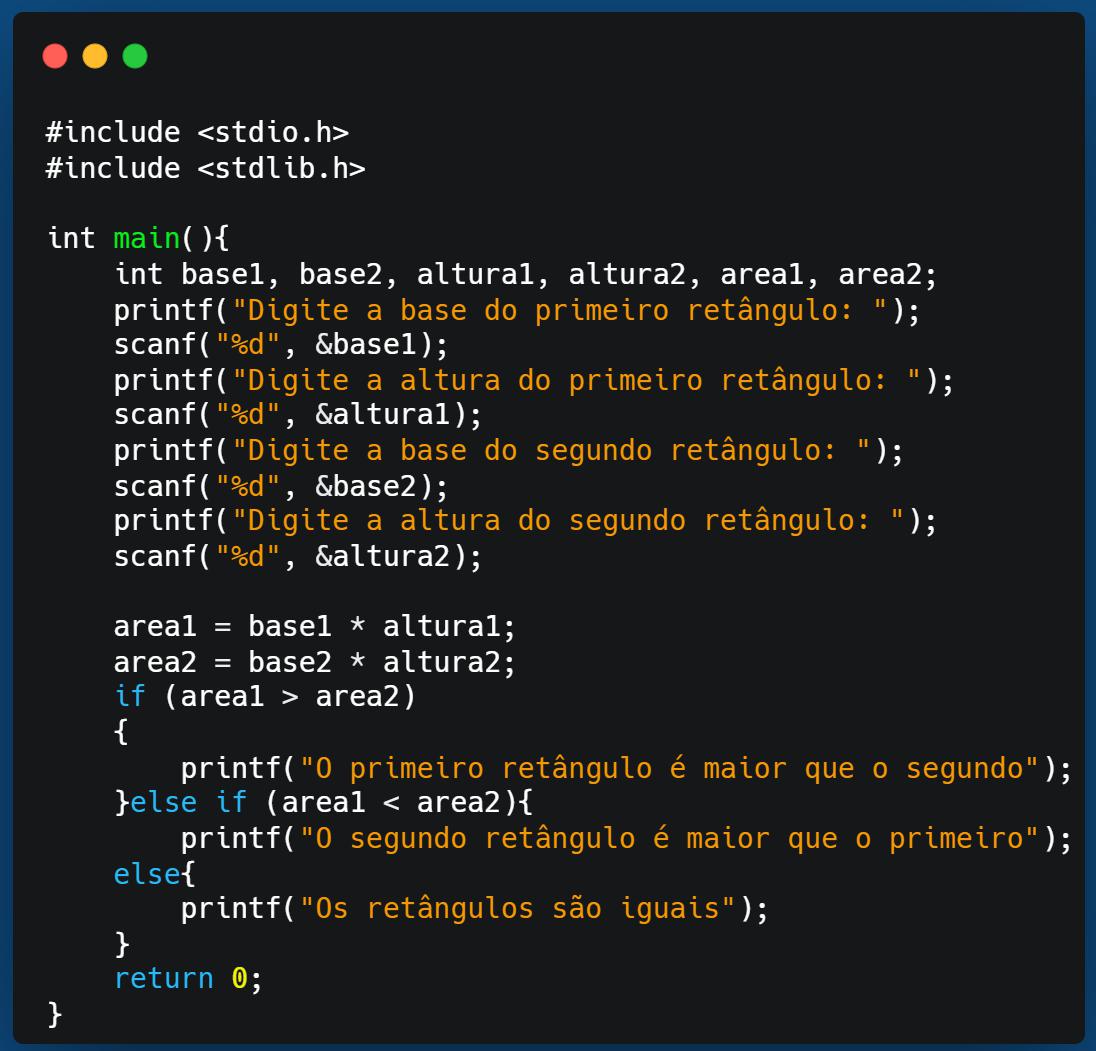 #include <stdio.h>
#include <stdlib.h>

int main(){
    int base1, base2, altura1, altura2, area1, area2;
    printf("Digite a base do primeiro retângulo: ");
    scanf("%d", &base1);
    printf("Digite a altura do primeiro retângulo: ");
    scanf("%d", &altura1);
    printf("Digite a base do segundo retângulo: ");
    scanf("%d", &base2);
    printf("Digite a altura do segundo retângulo: ");
    scanf("%d", &altura2);

    area1 = base1 * altura1;
    area2 = base2 * altura2;
    if (area1 > area2)
    {
        printf("O primeiro retângulo é maior que o segundo");
    }else if (area1 < area2){
        printf("O segundo retângulo é maior que o primeiro");
    else{
        printf("Os retângulos são iguais");
    }
    return 0;
}